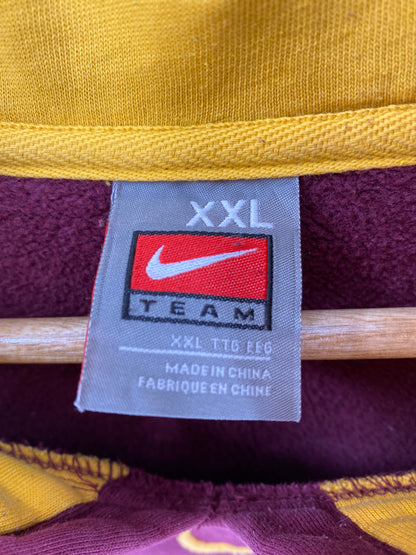 XXL
TEAM
XXL TTG EEG
MADE IN CHINA
FABRIQUE EN CHINE